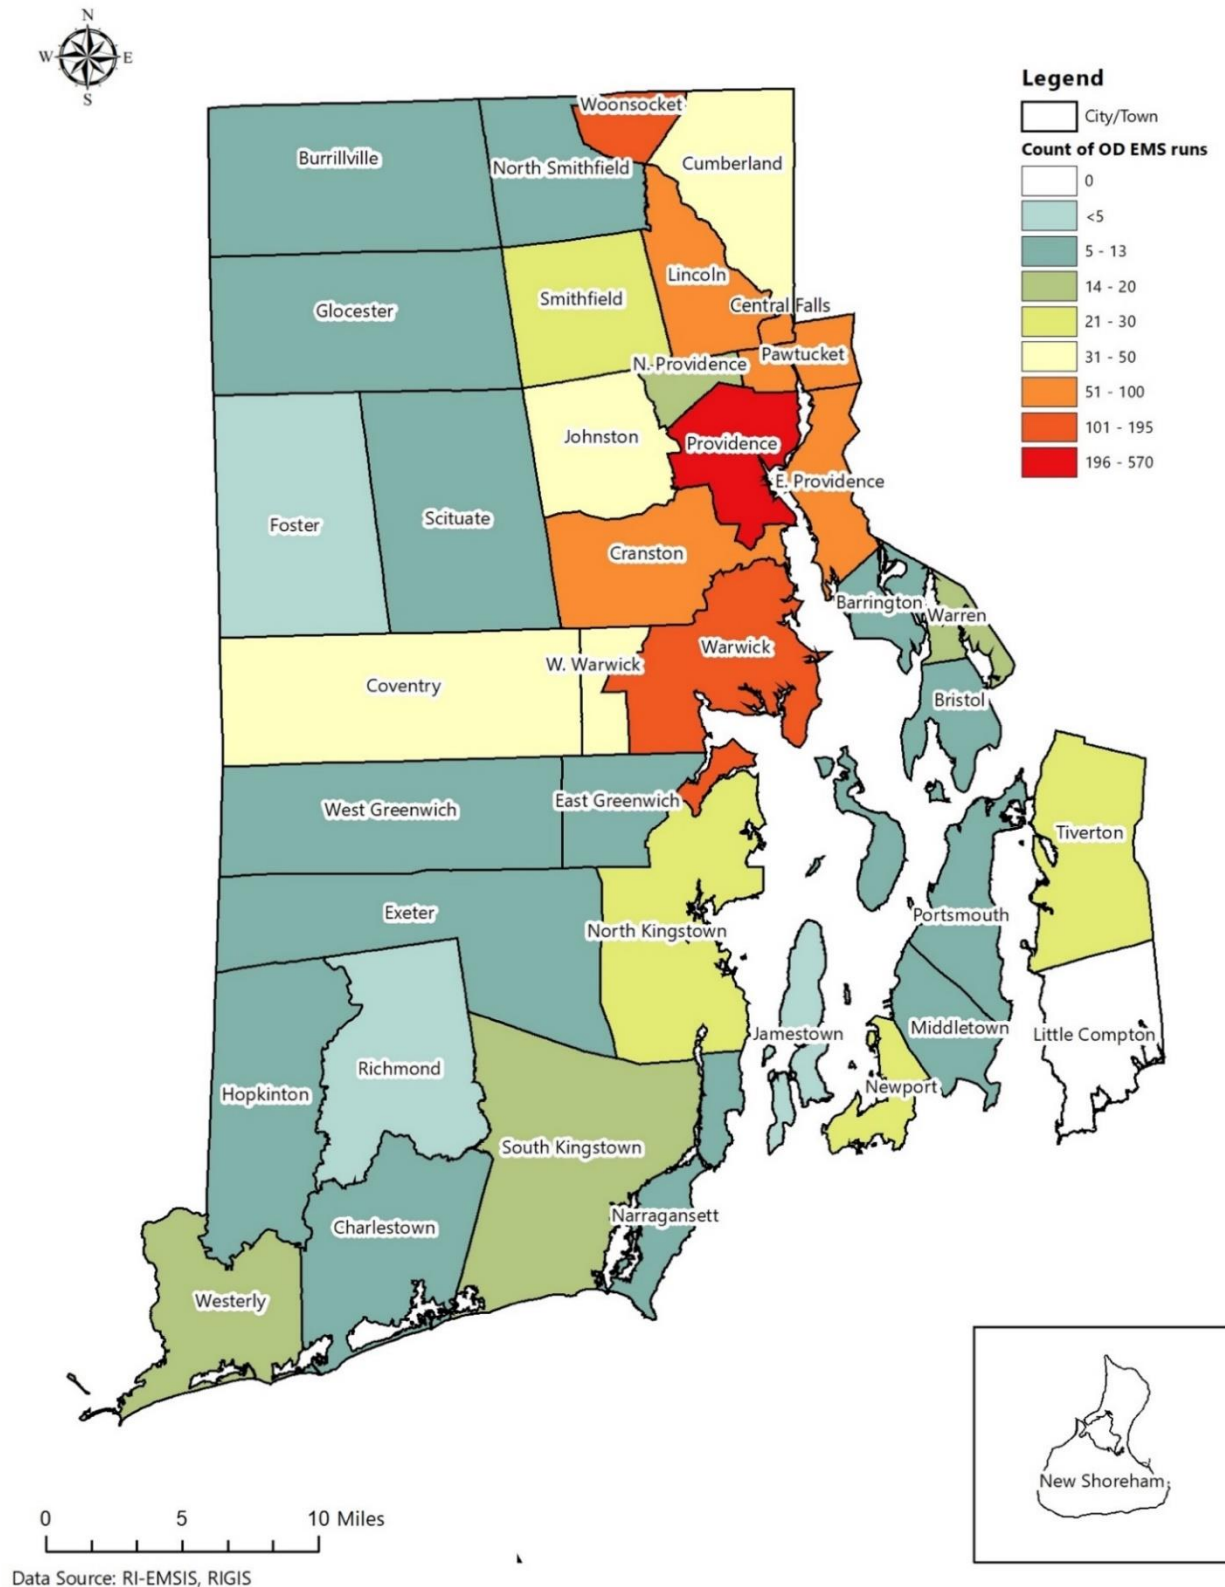 N
W E
S
Legend
City/Town
Count of OD EMS runs
0
<5
5 - 13
14 - 20
21 - 30
31 - 50
51 - 100
101 - 195
196 - 570
Woonsocket
Burrillville
North Smithfield
Cumberland
Lincoln
Smithfield
Central Falls
Glocester
Pawtucket
N. Providence
Johnston
Providence
E. Providence
Foster
Scituate
Cranston
Barrington
Warren
Warwick
W. Warwick
Coventry
Bristol
East Greenwich
West Greenwich
Tiverton
Exeter
Portsmouth
North Kingstown
Middletown
Jamestown
Little Compton
Richmond
Newport
Hopkinton
South Kingstown
Narragansett
Charlestown
Westerly
New Shoreham
0 5 10 Miles
Data Source: RI-EMSIS, RIGIS